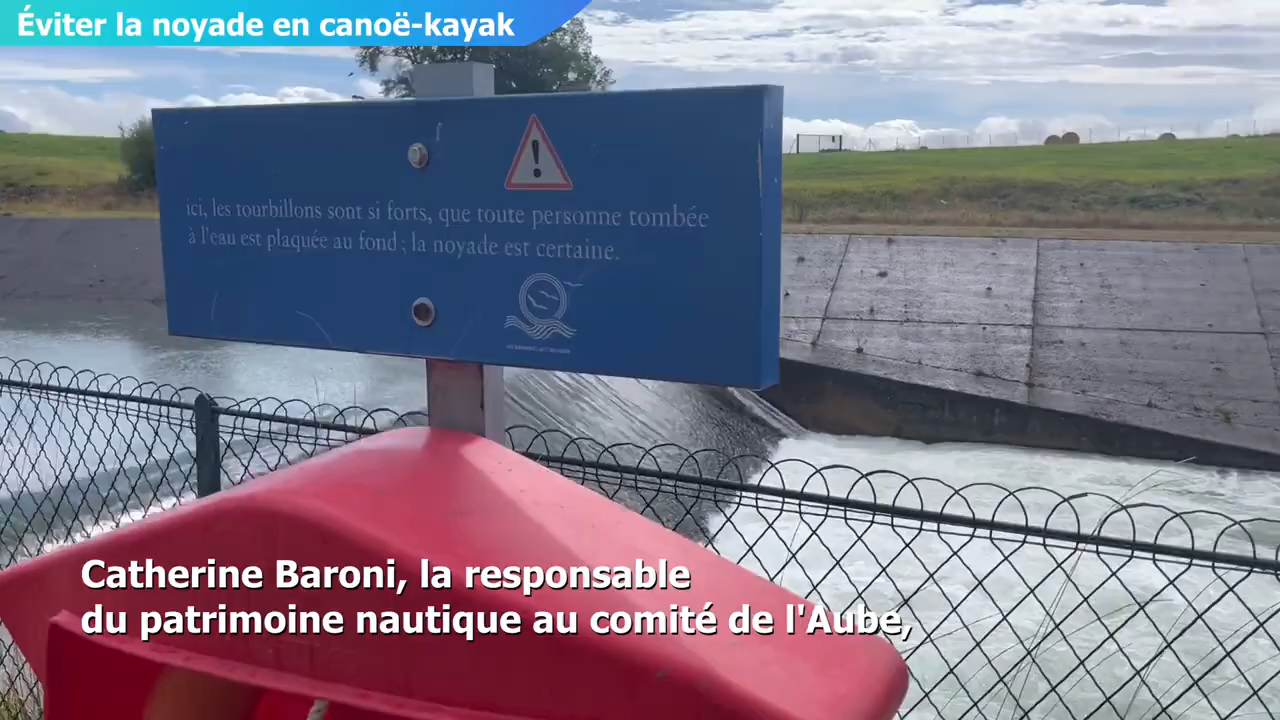 Éviter la noyade en canoë-kayak
ici, les tourbillons sont si forts, que toute personne tombée
à l'eau est plaquée au fond ; la noyade est certaine.
Catherine Baroni, la responsable
du patrimoine nautique au comité de l'Aube,